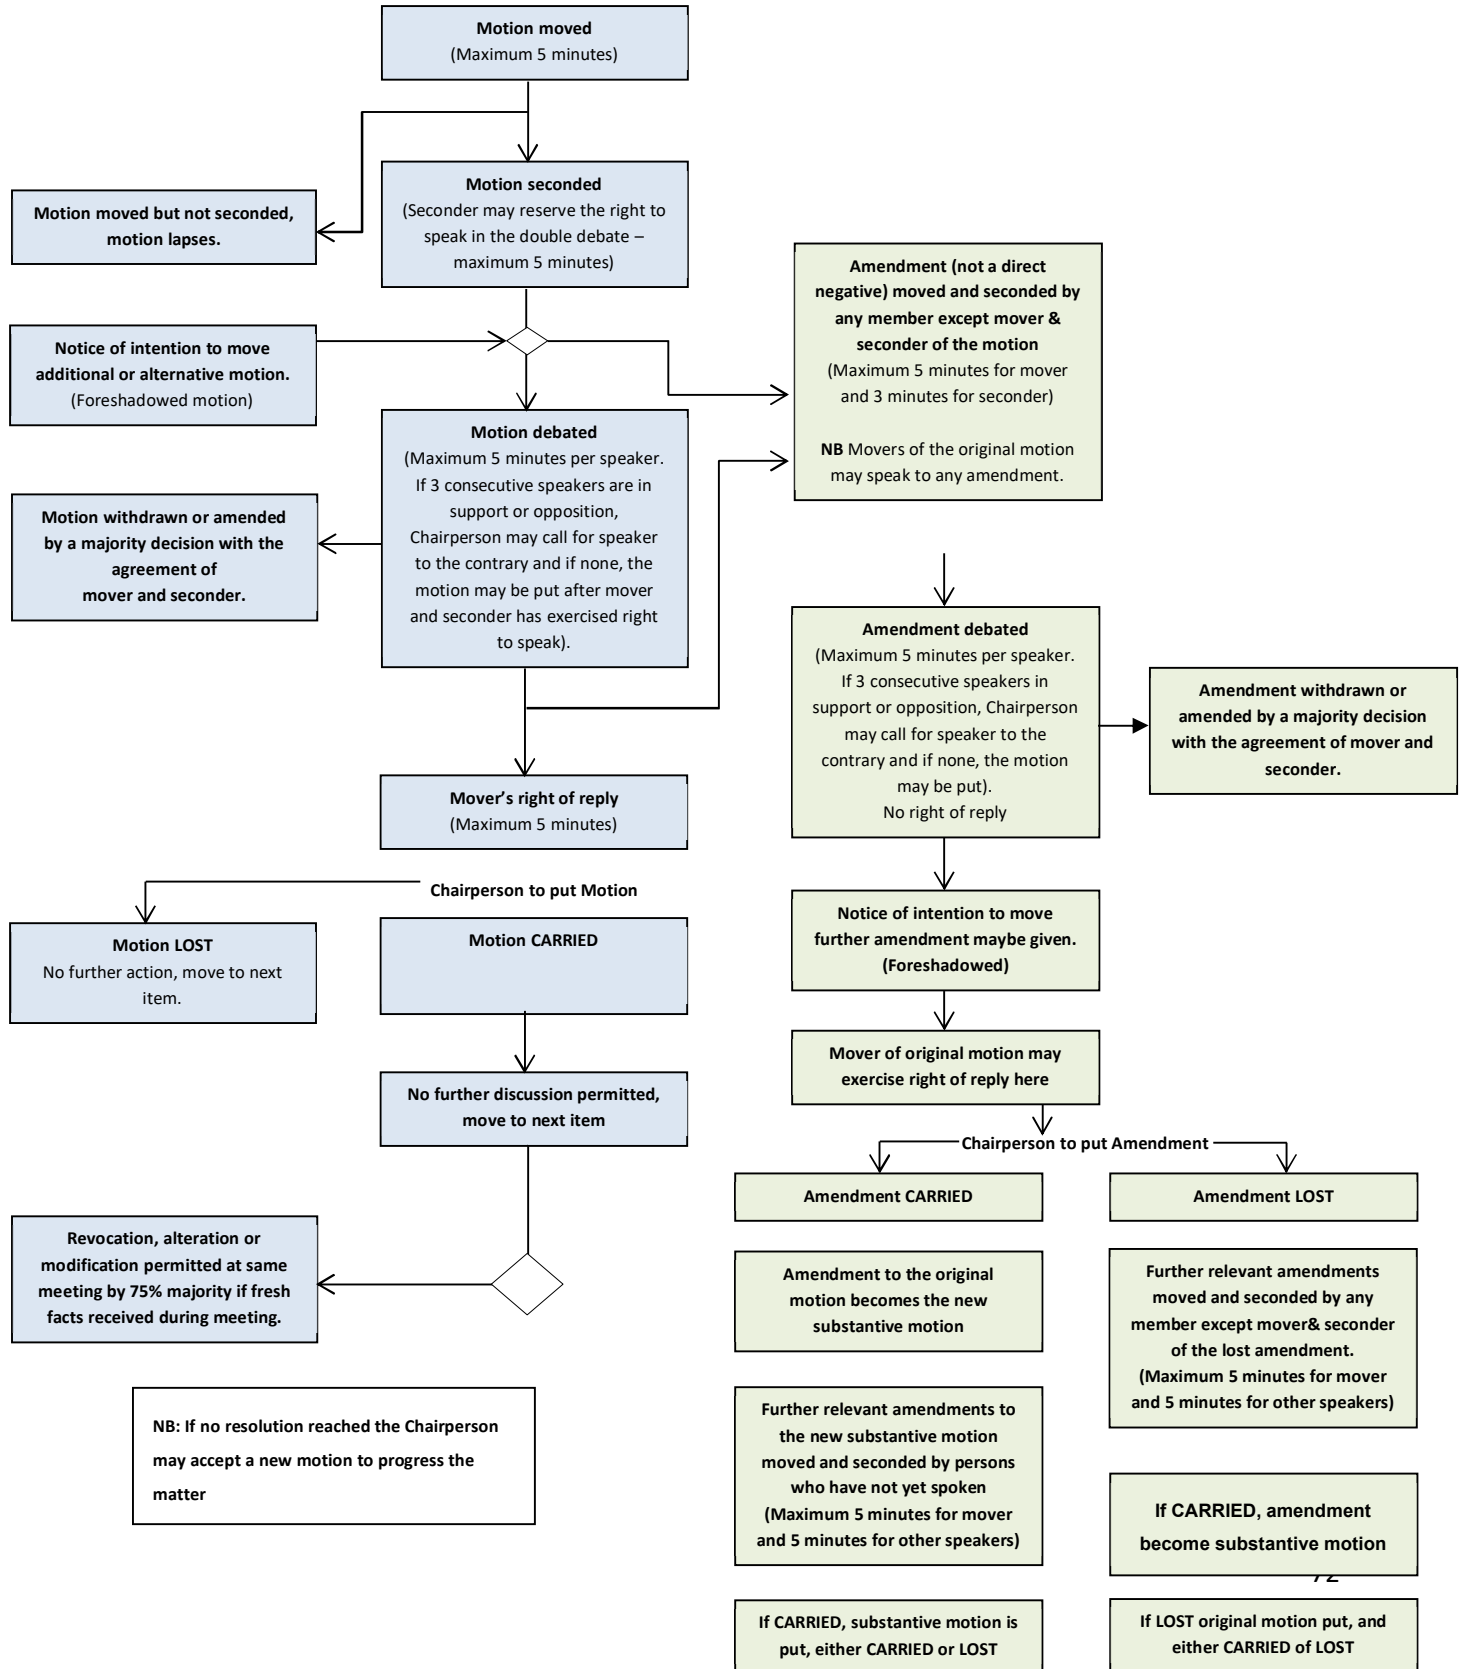 Motion moved
(Maximum 5 minutes)
Motion seconded
(Seconder may reserve the right to
speak in the double debate –
maximum 5 minutes)
Motion moved but not seconded,
motion lapses.
Notice of intention to move
additional or alternative motion.
(Foreshadowed motion)
Motion debated
(Maximum 5 minutes per speaker.
If 3 consecutive speakers are in
support or opposition,
Chairperson may call for speaker
to the contrary and if none, the
motion may be put after mover
and seconder has exercised right
to speak).
Motion withdrawn or amended
by a majority decision with the
agreement of
mover and seconder.
Mover’s right of reply
(Maximum 5 minutes)
Chairperson to put Motion
Motion LOST
No further action, move to next
item.
Motion CARRIED
No further discussion permitted,
move to next item
Revocation, alteration or
modification permitted at same
meeting by 75% majority if fresh
facts received during meeting.
NB: If no resolution reached the Chairperson
may accept a new motion to progress the
matter
Amendment (not a direct
negative) moved and seconded by
any member except mover &
seconder of the motion
(Maximum 5 minutes for mover
and 3 minutes for seconder)
NB Movers of the original motion
may speak to any amendment.
Amendment debated
(Maximum 5 minutes per speaker.
If 3 consecutive speakers in
support or opposition, Chairperson
may call for speaker to the
contrary and if none, the motion
may be put).
No right of reply
Amendment withdrawn or
amended by a majority decision
with the agreement of mover and
seconder.
Notice of intention to move
further amendment maybe given.
(Foreshadowed)
Mover of original motion may
exercise right of reply here
Chairperson to put Amendment
Amendment CARRIED
Amendment to the original
motion becomes the new
substantive motion
Further relevant amendments to
the new substantive motion
moved and seconded by persons
who have not yet spoken
(Maximum 5 minutes for mover
and 5 minutes for other speakers)
If CARRIED, substantive motion is
put, either CARRIED or LOST
Amendment LOST
Further relevant amendments
moved and seconded by any
member except mover& seconder
of the lost amendment.
(Maximum 5 minutes for mover
and 5 minutes for other speakers)
If CARRIED, amendment
become substantive motion
If LOST original motion put, and
either CARRIED of LOST